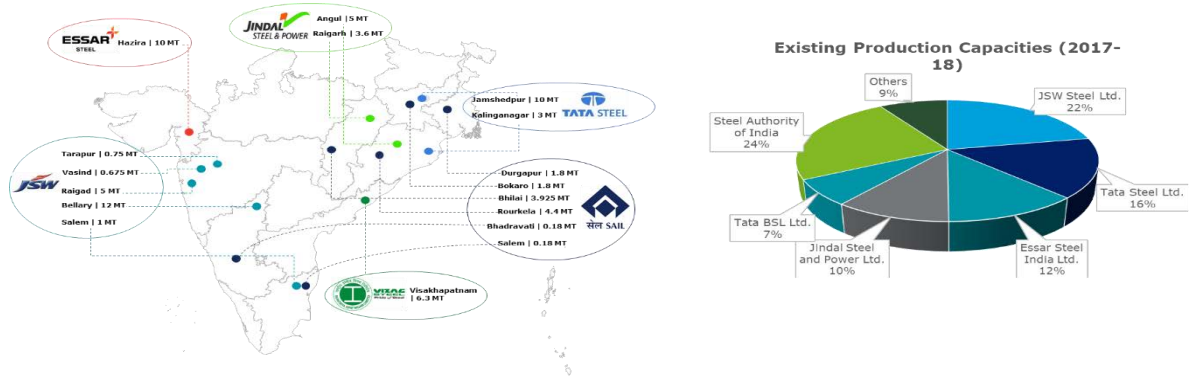 ESSAR
STEEL
Hazira | 10 MT
JINDAL
STEEL & POWER
Angul | 5 MT
Raigarh | 3.6 MT
Jamshedpur | 10 MT
Kalinganagar | 3 MT
TATA STEEL
JSW
Tarapur | 0.75 MT
Vasind | 0.675 MT
Raigad | 5 MT
Bellary | 12 MT
Salem | 1 MT
Durgapur | 1.8 MT
Bokaro | 1.8 MT
Bhilai | 3.925 MT
Rourkela | 4.4 MT
Bhadravati | 0.18 MT
Salem | 0.18 MT
सेल SAIL
VIZAG
STEEL
Visakhapatnam
| 6.3 MT
Existing Production Capacities (2017-
18)
Others
9%
JSW Steel Ltd.
22%
Steel Authority
of India
24%
Tata Steel Ltd.
16%
Tata BSL Ltd.
7%
Jindal Steel
and Power Ltd.
10%
Essar Steel
India Ltd.
12%